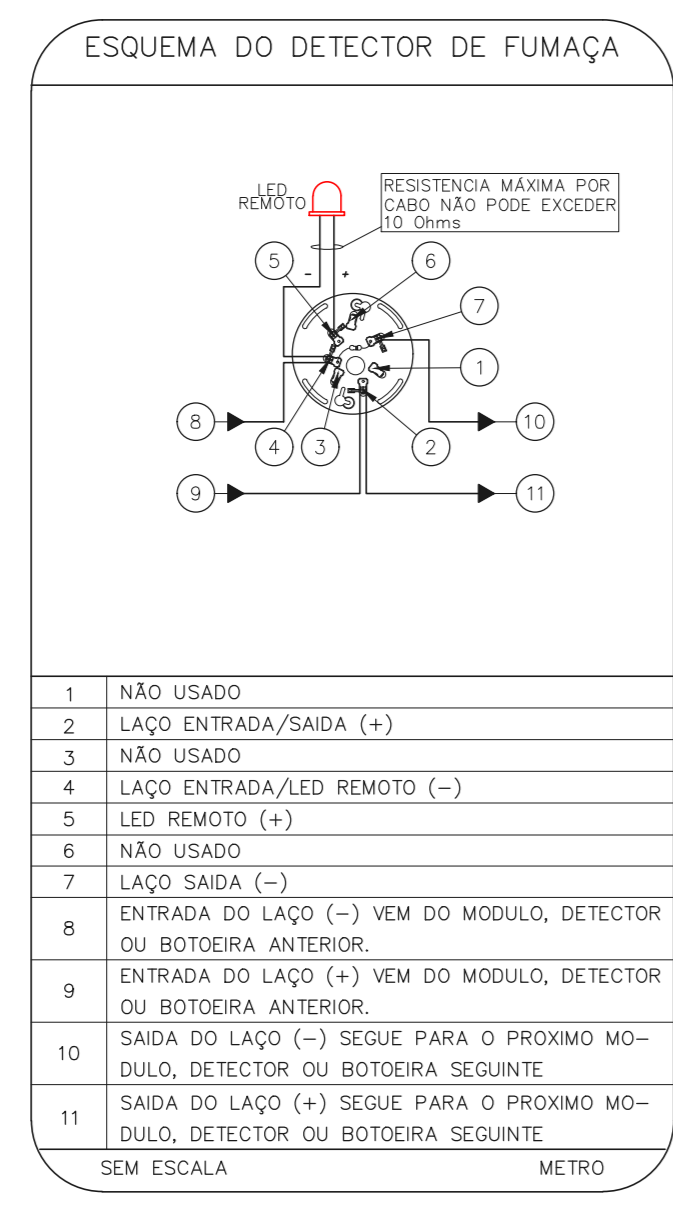 ESQUEMA DO DETECTOR DE FUMAÇA
LED
REMOTO
RESISTENCIA MÁXIMA POR
CABO NÃO PODE EXCEDER
10 Ohms
5
6
- +
7
1
8
10
4
3
2
9
11
1 NÃO USADO
2 LAÇO ENTRADA/SAIDA (+)
3 NÃO USADO
4 LAÇO ENTRADA/LED REMOTO (-)
5 LED REMOTO (+)
6 NÃO USADO
7 LAÇO SAIDA (-)
8 ENTRADA DO LAÇO (-) VEM DO MODULO, DETECTOR
OU BOTOEIRA ANTERIOR.
9 ENTRADA DO LAÇO (+) VEM DO MODULO, DETECTOR
OU BOTOEIRA ANTERIOR.
10 SAIDA DO LAÇO (-) SEGUE PARA O PROXIMO MO-
DULO, DETECTOR OU BOTOEIRA SEGUINTE
11 SAIDA DO LAÇO (+) SEGUE PARA O PROXIMO MO-
DULO, DETECTOR OU BOTOEIRA SEGUINTE
SEM ESCALA METRO